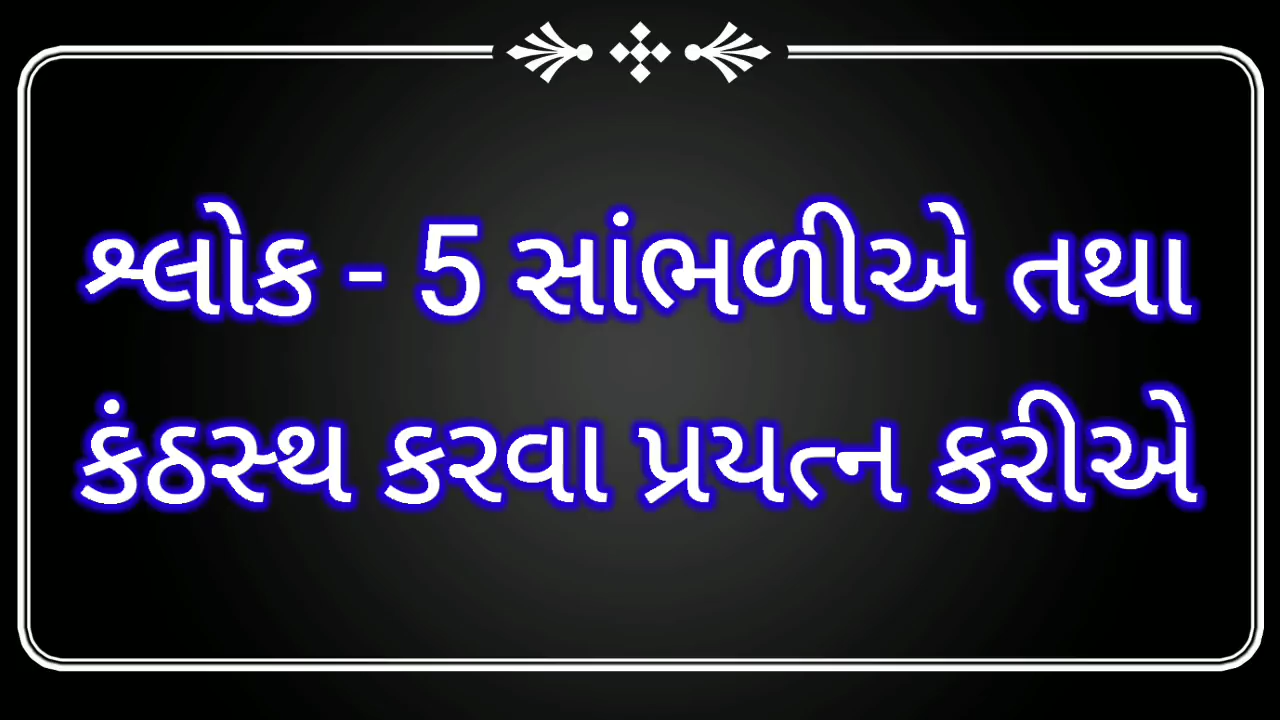 શ્લોક - 5 સાંભળીએ તથા
કંઠસ્થ કરવા પ્રયત્ન કરીએ